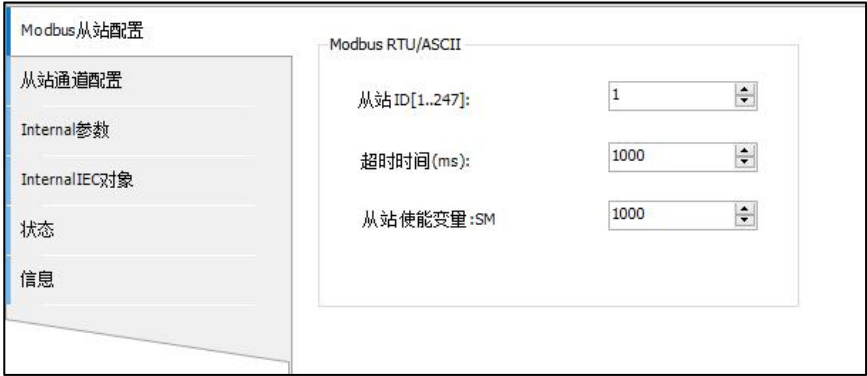 Modbus从站配置
从站通道配置
Internal参数
InternalIEC对象
状态
信息
Modbus RTU/ASCII
从站ID[1..247]: 1
超时时间(ms): 1000
从站使能变量:SM 1000